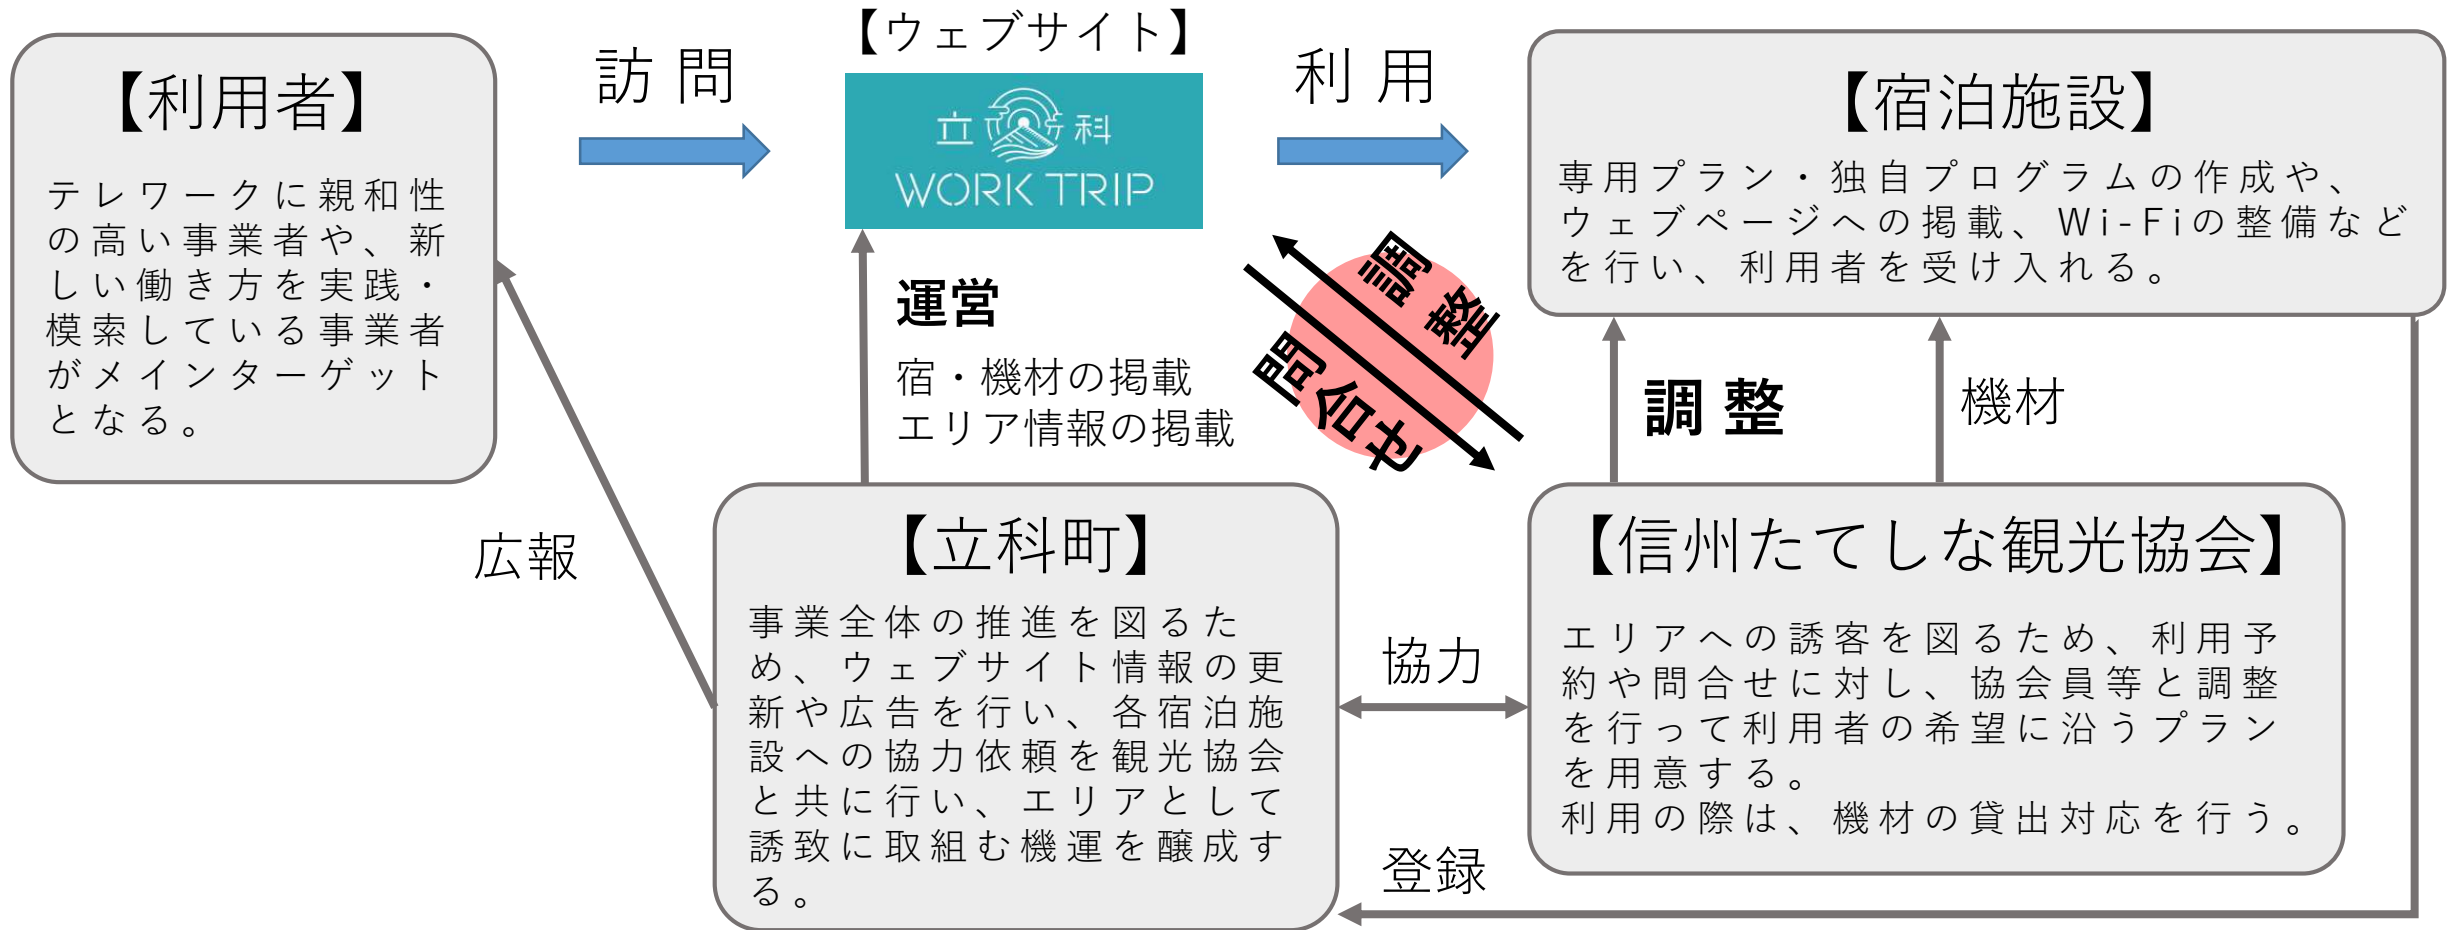 【利用者】
テレワークに親和性
の高い事業者や、新
しい働き方を実践・
模索している事業者
がメインターゲット
となる。
訪問
【ウェブサイト】
立科
WORK TRIP
利用
【宿泊施設】
専用プラン・独自プログラムの作成や、
ウェブページへの掲載、Wi-Fiの整備など
を行い、利用者を受け入れる。
運営
宿・機材の掲載
エリア情報の掲載
調整
問合せ
調整
機材
広報
【立科町】
事業全体の推進を図るた
め、ウェブサイト情報の更
新や広告を行い、各宿泊施
設への協力依頼を観光協会
と共に行い、エリアとして
誘致に取組む機運を醸成す
る。
協力
登録
【信州たてしな観光協会】
エリアへの誘客を図るため、利用予
約や問合せに対し、協会員等と調整
を行って利用者の希望に沿うプラン
を用意する。
利用の際は、機材の貸出対応を行う。